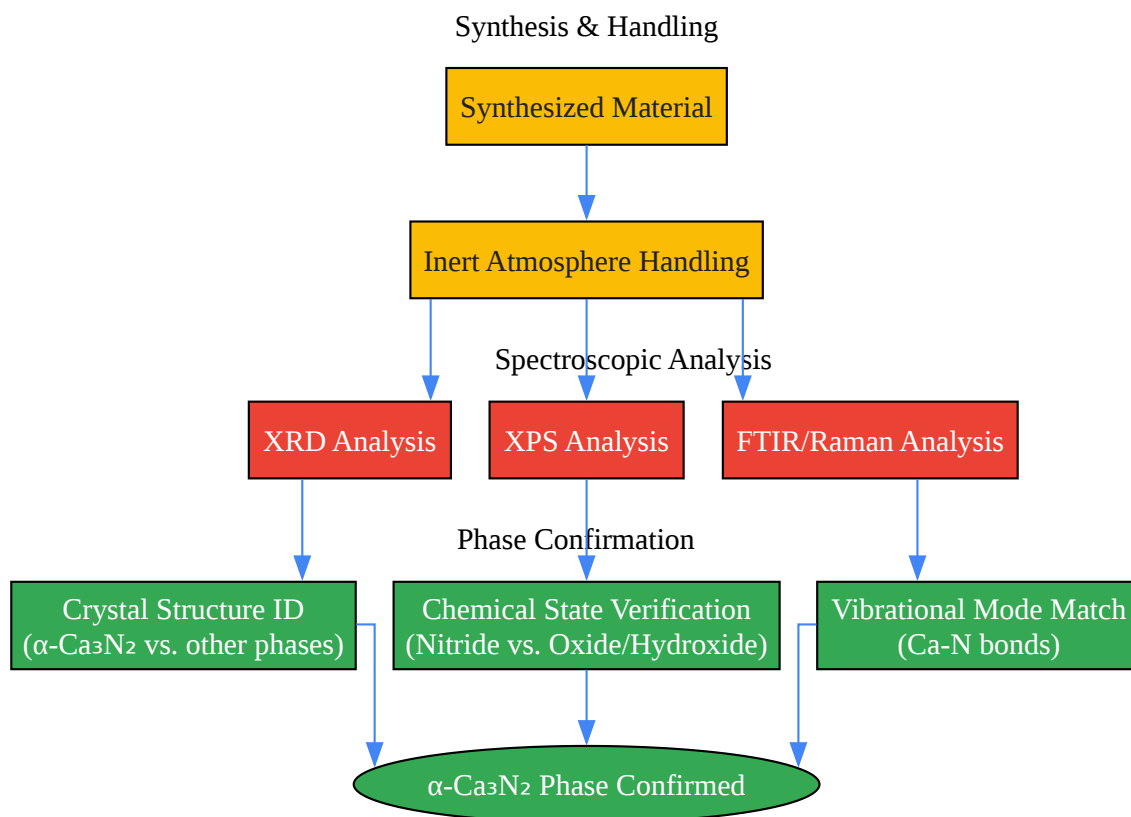 Synthesis & Handling
Synthesized Material
Inert Atmosphere Handling
Spectroscopic Analysis
XRD Analysis
XPS Analysis
FTIR/Raman Analysis
Phase Confirmation
Crystal Structure ID
(α-Ca₃N₂ vs. other phases)
Chemical State Verification
(Nitride vs. Oxide/Hydroxide)
Vibrational Mode Match
(Ca-N bonds)
α-Ca₃N₂ Phase Confirmed